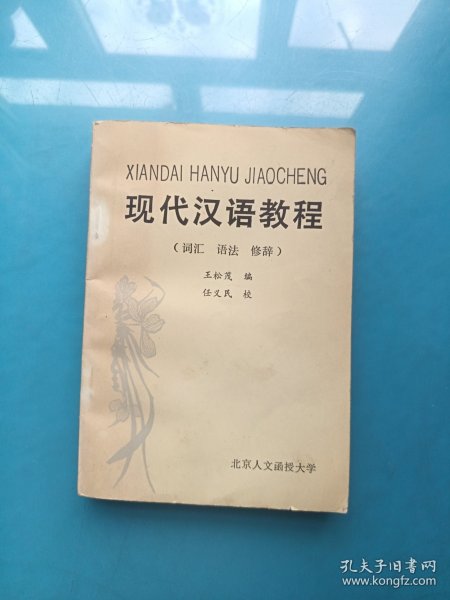 XIANDAI HANYU JIAOCHENG
现代汉语教程
（词汇 语法 修辞）
王松茂 编
任义民 校
北京人文函授大学
孔夫子旧书网
www.kongfz.com